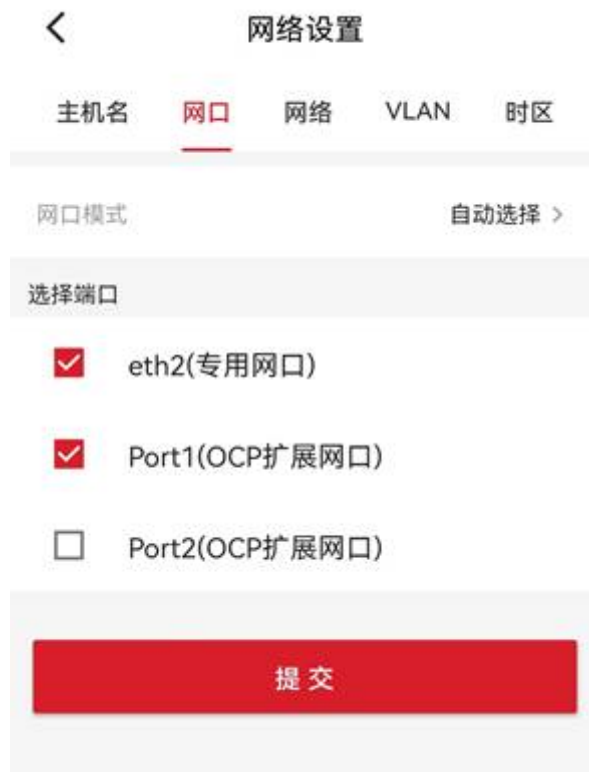 网络设置
主机名 网口 网络 VLAN 时区
网口模式 自动选择
选择端口
eth2(专用网口)
Port1(OCP扩展网口)
Port2(OCP扩展网口)
提交